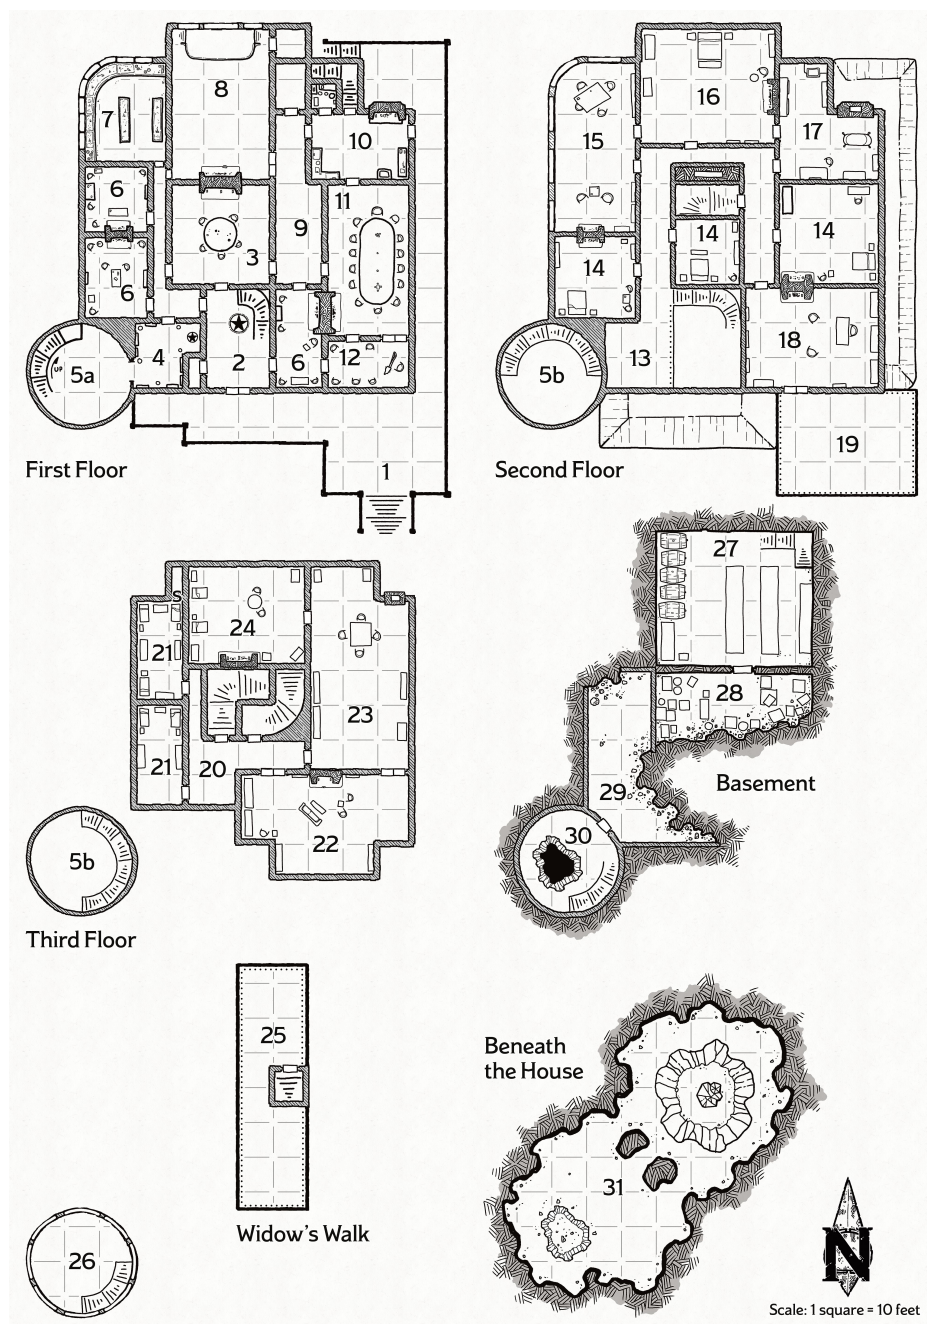 8
7
10
6
11
9
3
6
4
2
6
12
5a
UP
1
First Floor
16
15
17
14
14
14
13
18
5b
19
Second Floor
S
24
21
23
21
20
22
5b
Third Floor
27
28
29
30
Basement
25
Widow's Walk
26
Beneath
the House
31
N
Scale: 1 square = 10 feet